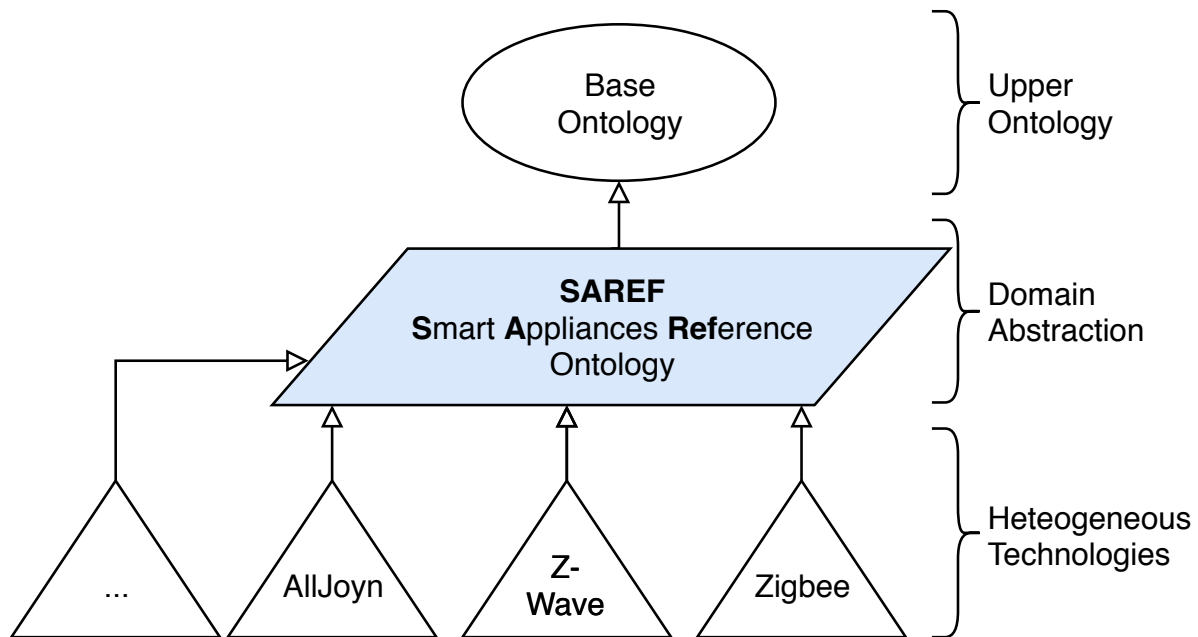 Base
Ontology
Upper
Ontology
SAREF
Smart Appliances Reference
Ontology
Domain
Abstraction
...
AllJoyn
Z-
Wave
Zigbee
Heteogeneous
Technologies